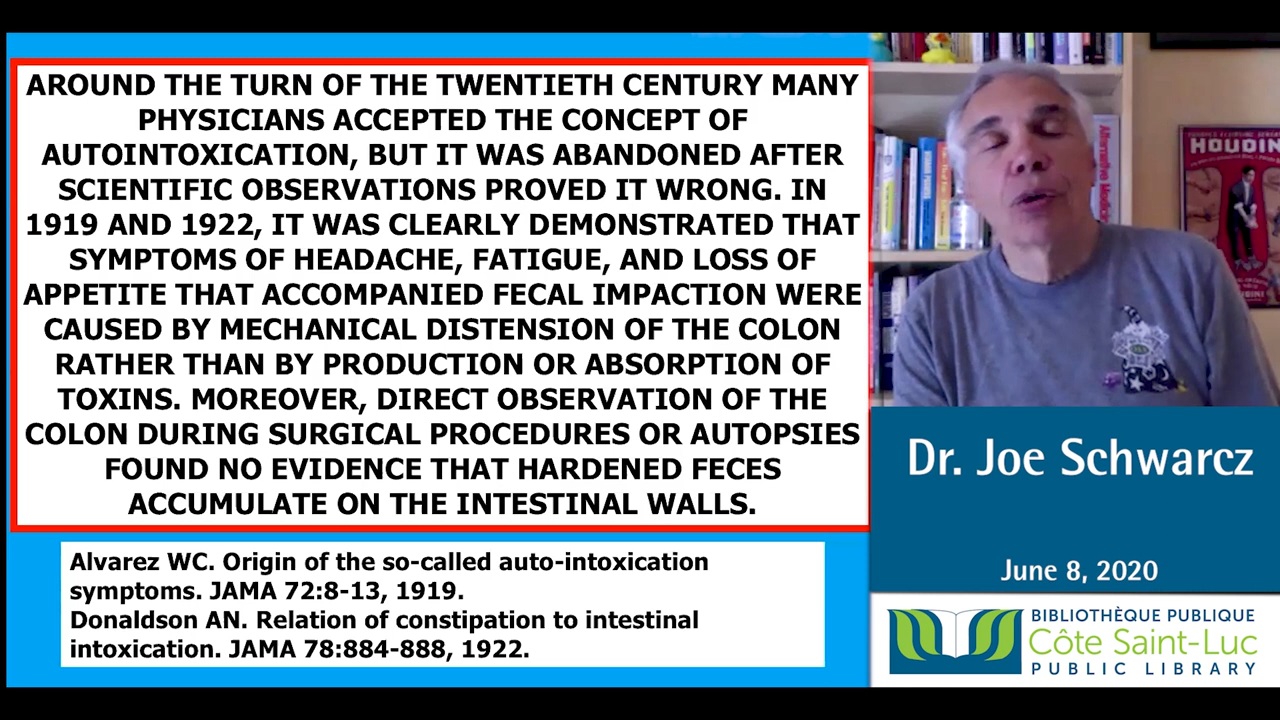 AROUND THE TURN OF THE TWENTIETH CENTURY MANY
PHYSICIANS ACCEPTED THE CONCEPT OF
AUTOINTOXICATION, BUT IT WAS ABANDONED AFTER
SCIENTIFIC OBSERVATIONS PROVED IT WRONG. IN
1919 AND 1922, IT WAS CLEARLY DEMONSTRATED THAT
SYMPTOMS OF HEADACHE, FATIGUE, AND LOSS OF
APPETITE THAT ACCOMPANIED FECAL IMPACTION WERE
CAUSED BY MECHANICAL DISTENSION OF THE COLON
RATHER THAN BY PRODUCTION OR ABSORPTION OF
TOXINS. MOREOVER, DIRECT OBSERVATION OF THE
COLON DURING SURGICAL PROCEDURES OR AUTOPSIES
FOUND NO EVIDENCE THAT HARDENED FECES
ACCUMULATE ON THE INTESTINAL WALLS.
Alvarez WC. Origin of the so-called auto-intoxication
symptoms. JAMA 72:8-13, 1919.
Donaldson AN. Relation of constipation to intestinal
intoxication. JAMA 78:884-888, 1922.
Alternative Medicine
HOUDINI
Dr. Joe Schwarcz
June 8, 2020
BIBLIOTHÈQUE PUBLIQUE
Côte Saint-Luc
PUBLIC LIBRARY